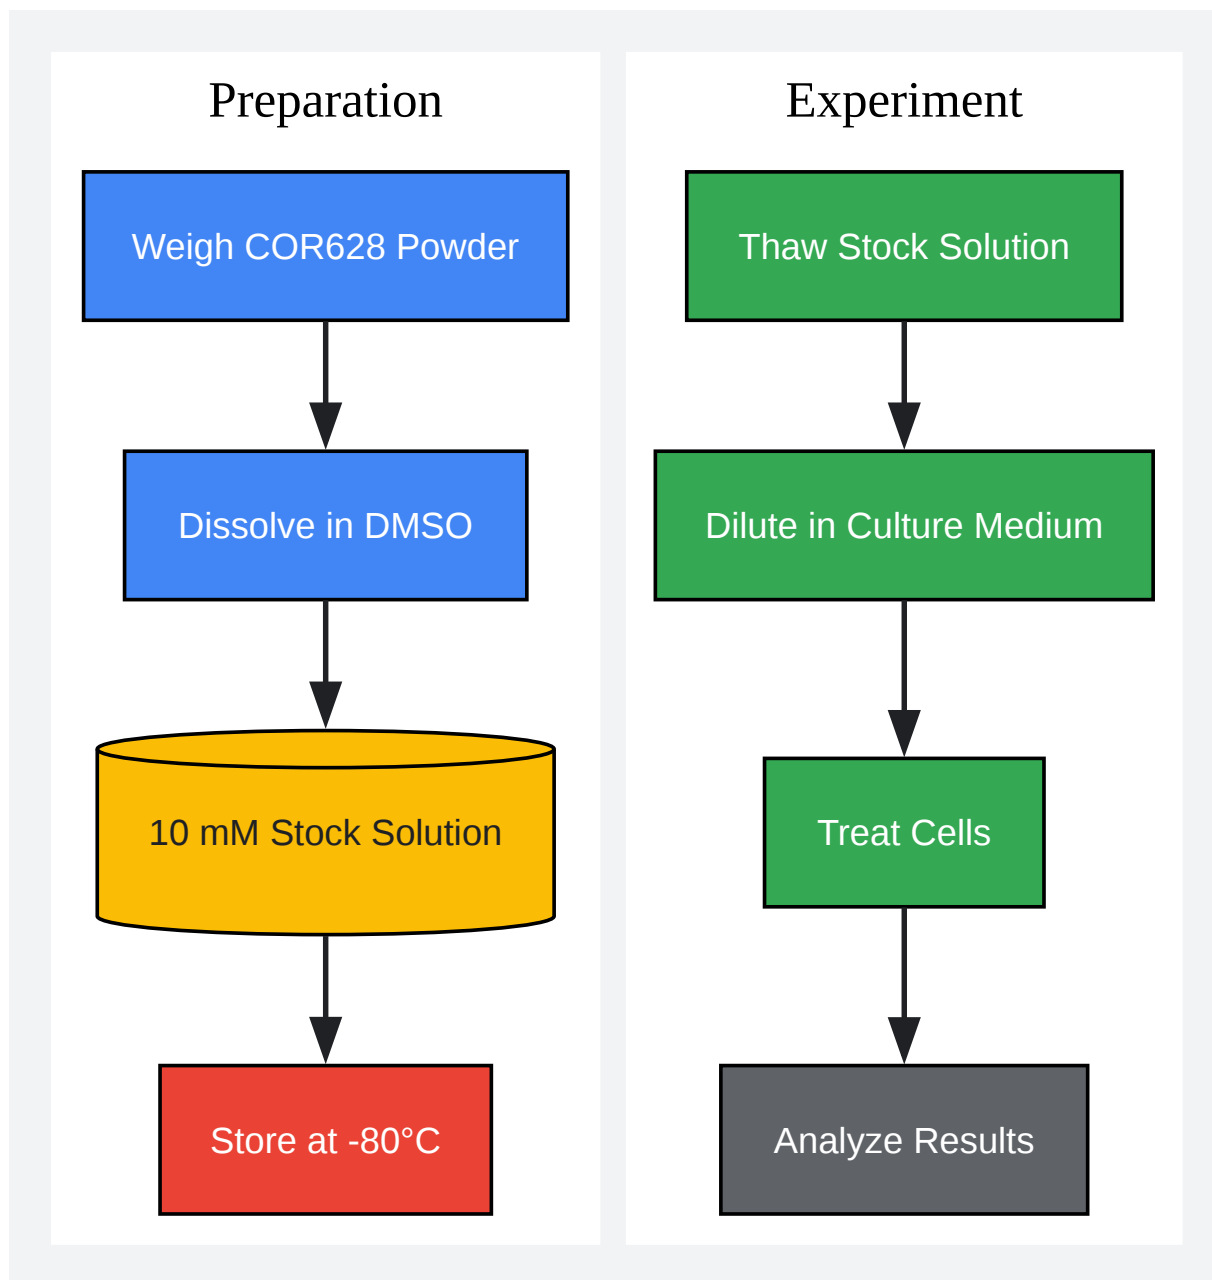 Preparation
Weigh COR628 Powder
Dissolve in DMSO
10 mM Stock Solution
Store at -80°C
Experiment
Thaw Stock Solution
Dilute in Culture Medium
Treat Cells
Analyze Results